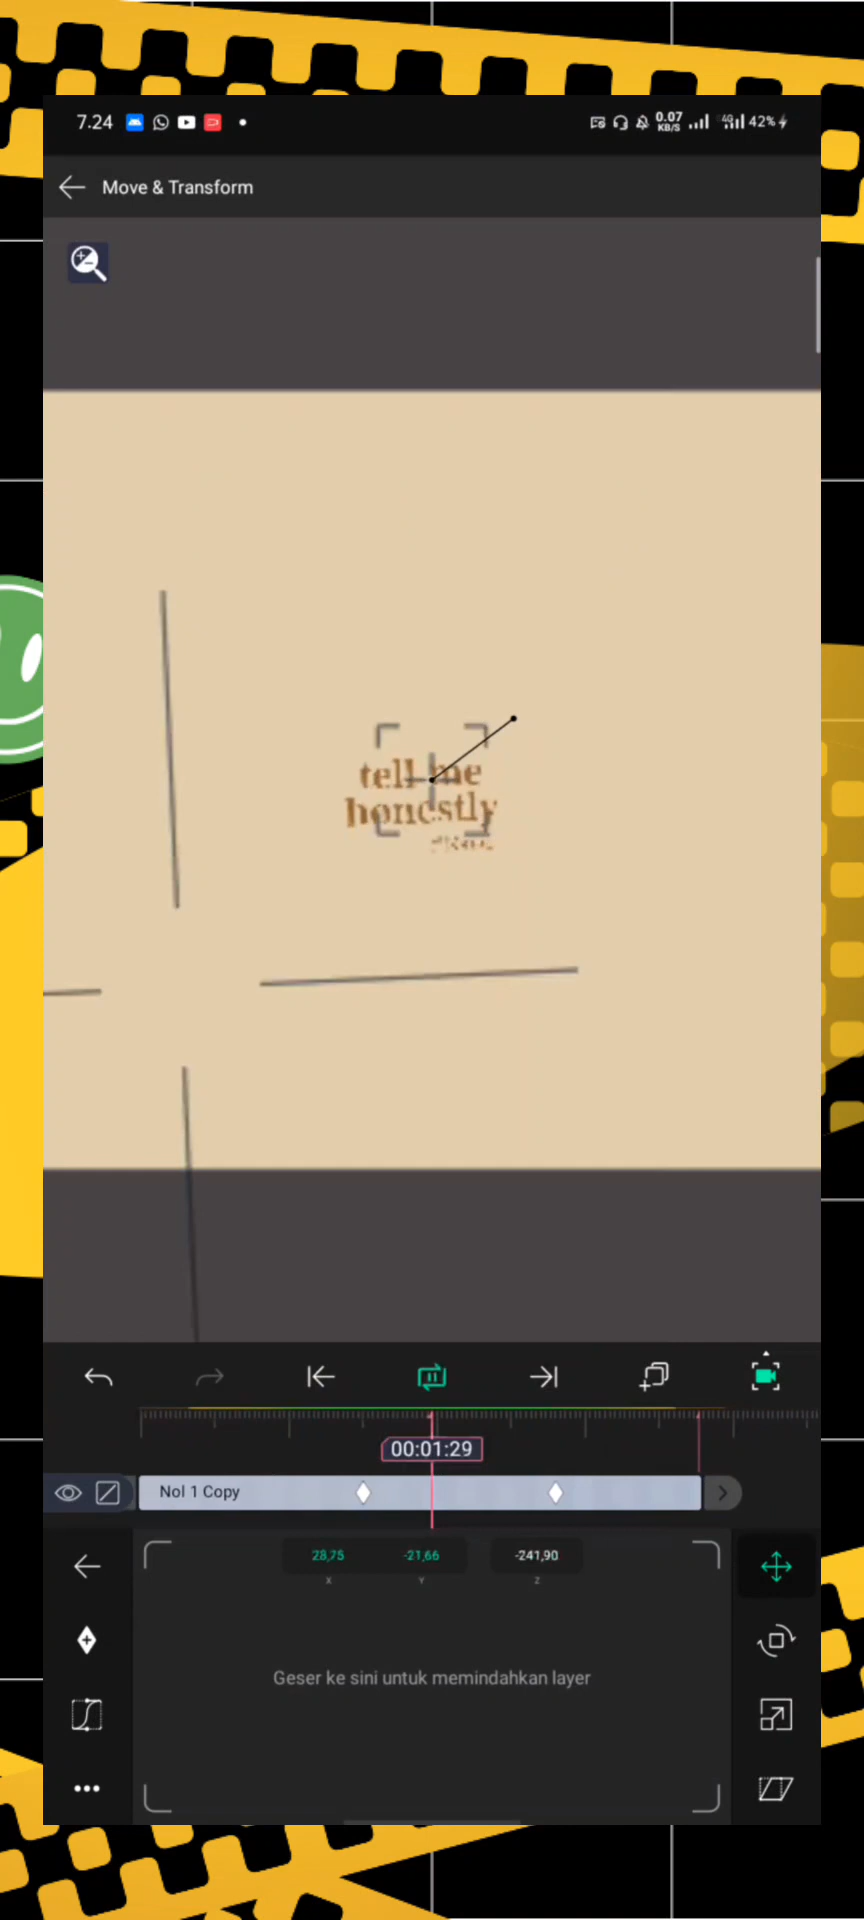 7.24
0.07
KB/S
4G
42%
Move & Transform
tell me
honestly
00:01:29
Nol 1 Copy
28,75
-21,66
-241,90
X
Y
Z
Geser ke sini untuk memindahkan layer